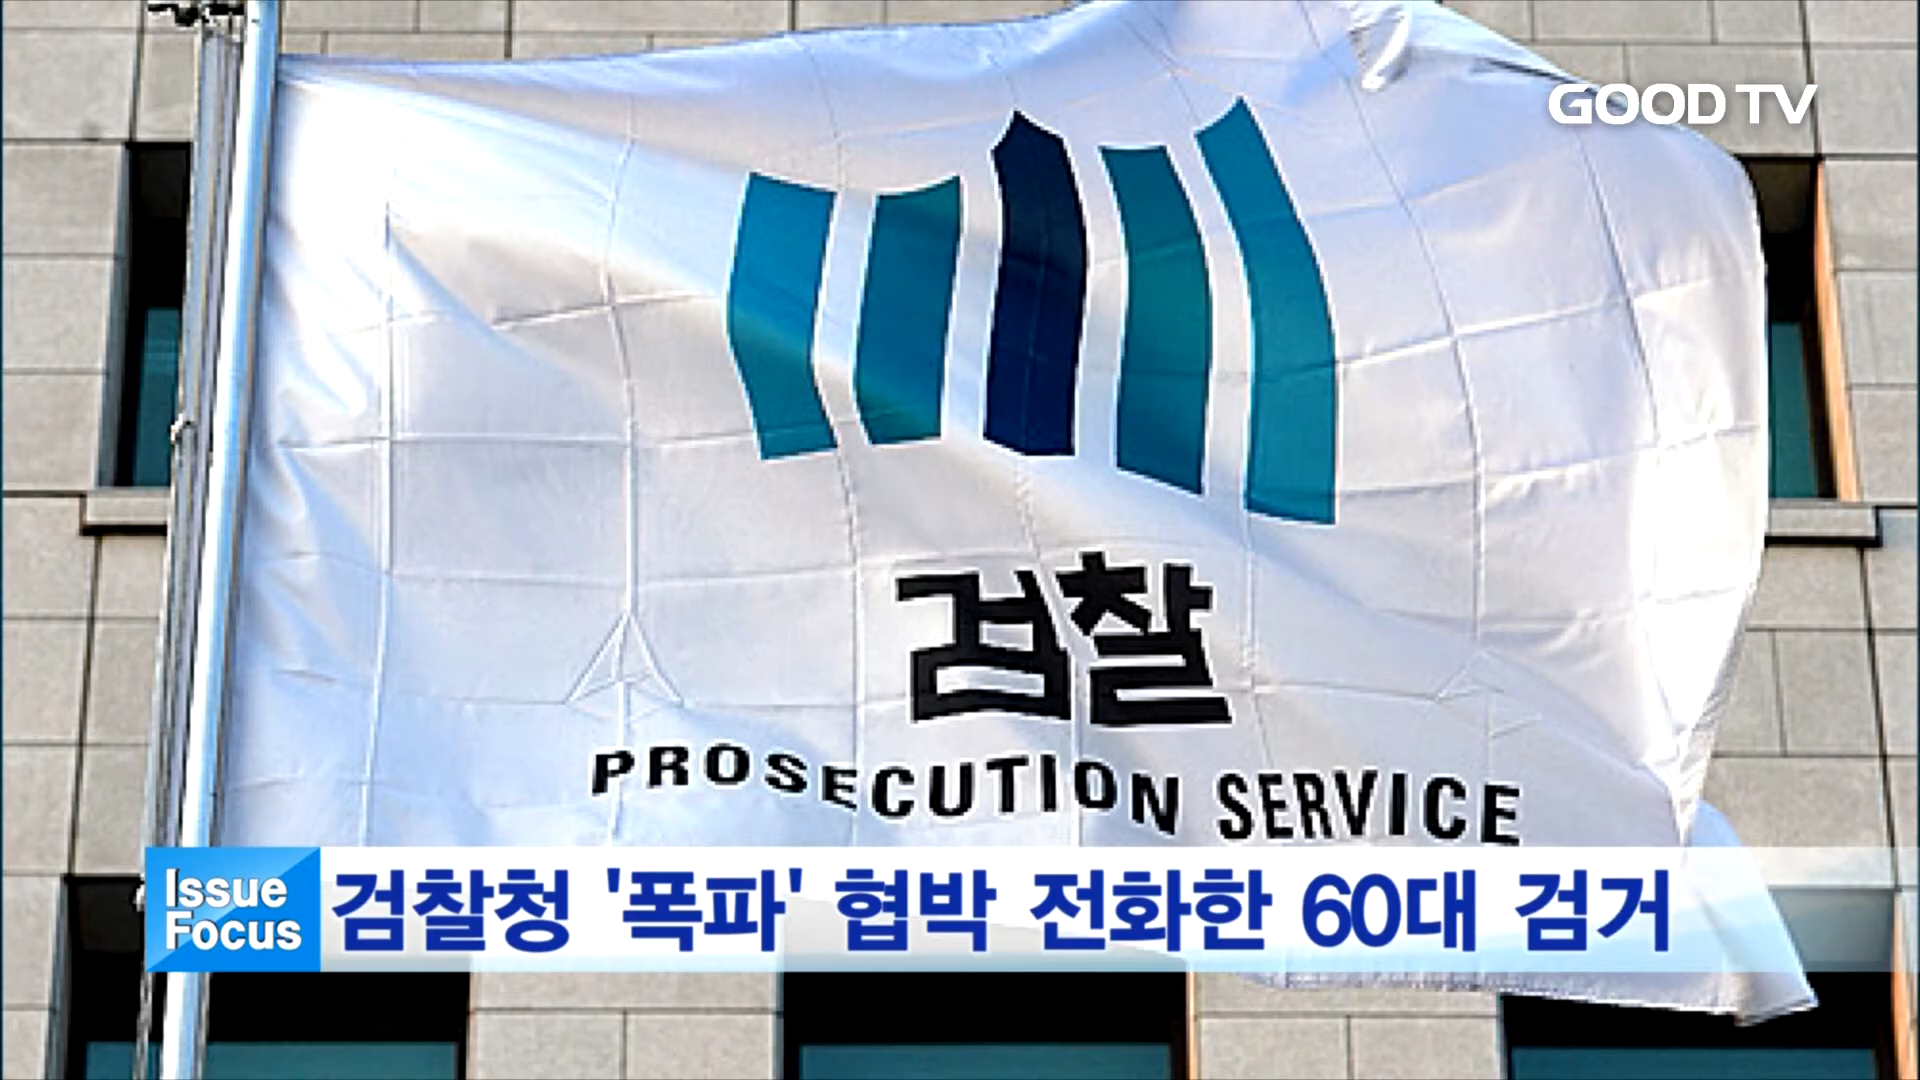 GOOD TV
검찰
PROSECUTION SERVICE
Issue
Focus
검찰청 '폭파' 협박 전화한 60대 검거